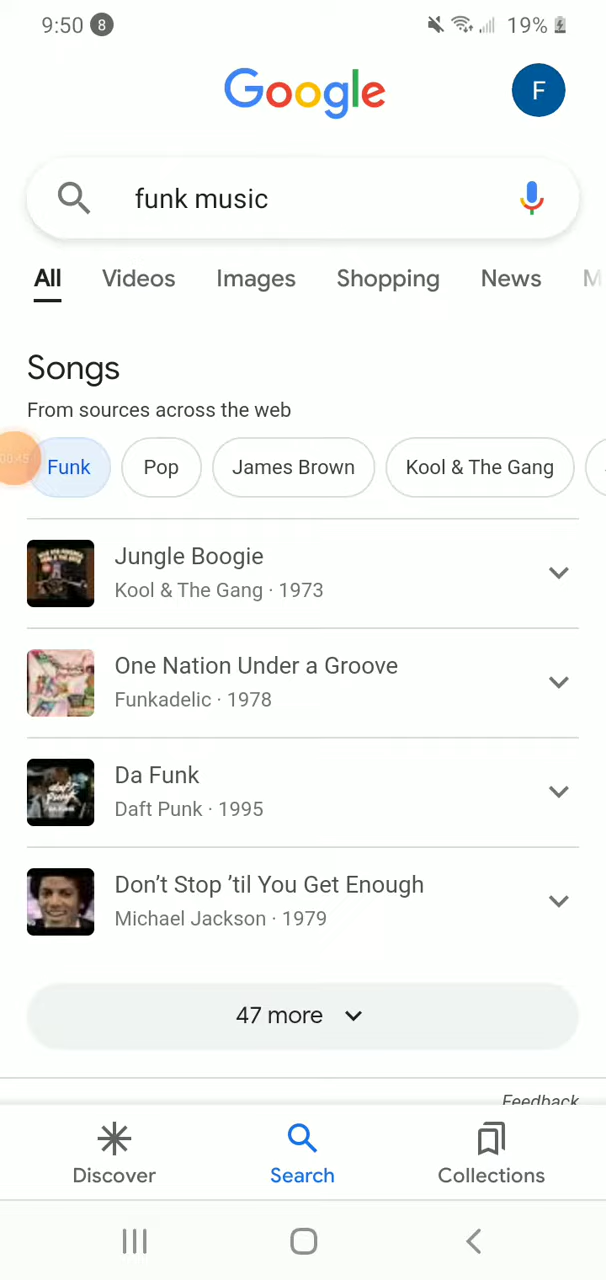 9:50 8 19%
Google F
funk music
All Videos Images Shopping News M
Songs
From sources across the web
00:45 Funk Pop James Brown Kool & The Gang
Jungle Boogie
Kool & The Gang · 1973
One Nation Under a Groove
Funkadelic · 1978
Da Funk
Daft Punk · 1995
Don’t Stop ’til You Get Enough
Michael Jackson · 1979
47 more
Feedback
Discover Search Collections